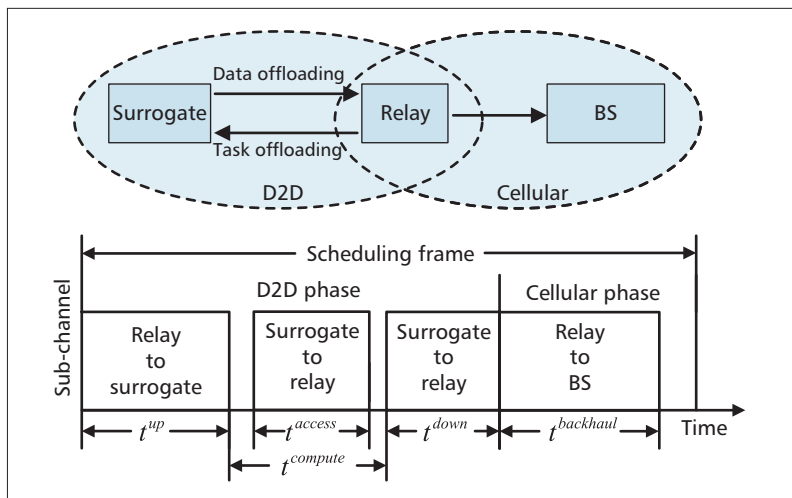 Data offloading
Surrogate
Relay
BS
Task offloading
D2D
Cellular
Scheduling frame
D2D phase
Cellular phase
Sub-channel
Relay
to
surrogate
Surrogate
to
relay
Surrogate
to
relay
Relay
to
BS
t^up
t^access
t^down
t^backhaul
Time
t^compute